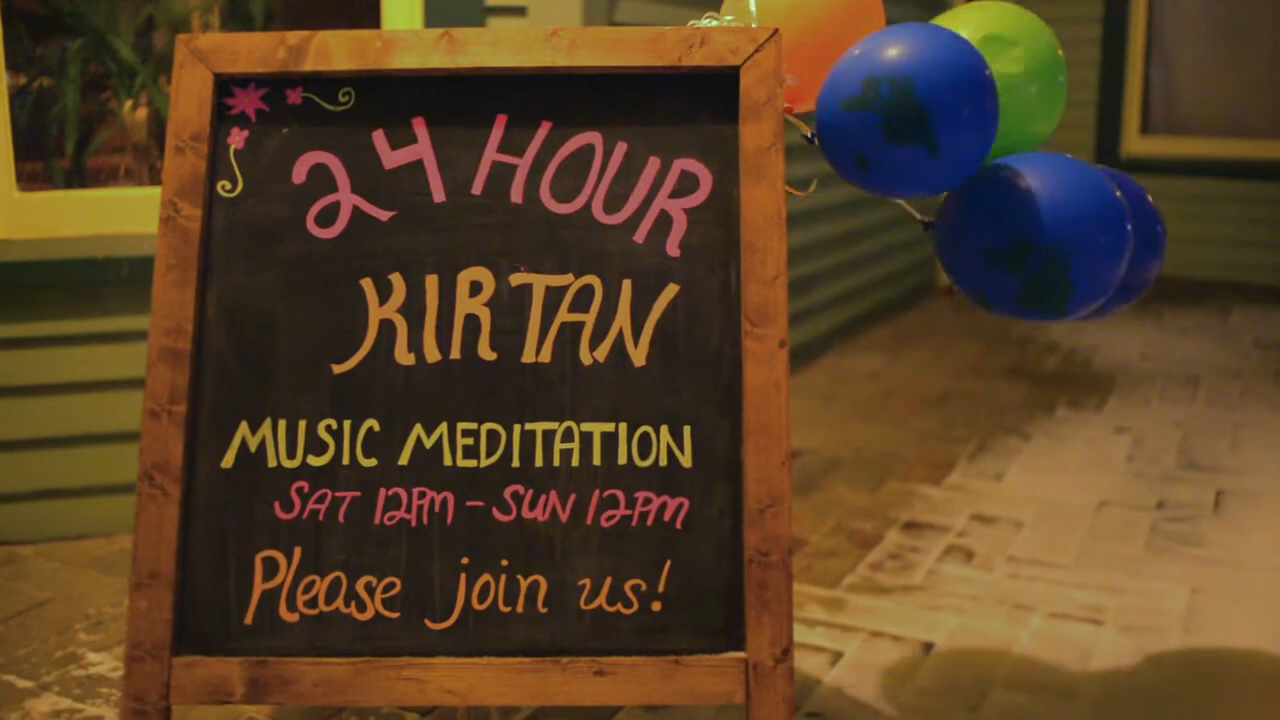 24 HOUR
KIRTAN
MUSIC MEDITATION
SAT 12PM - SUN 12PM
Please join us!